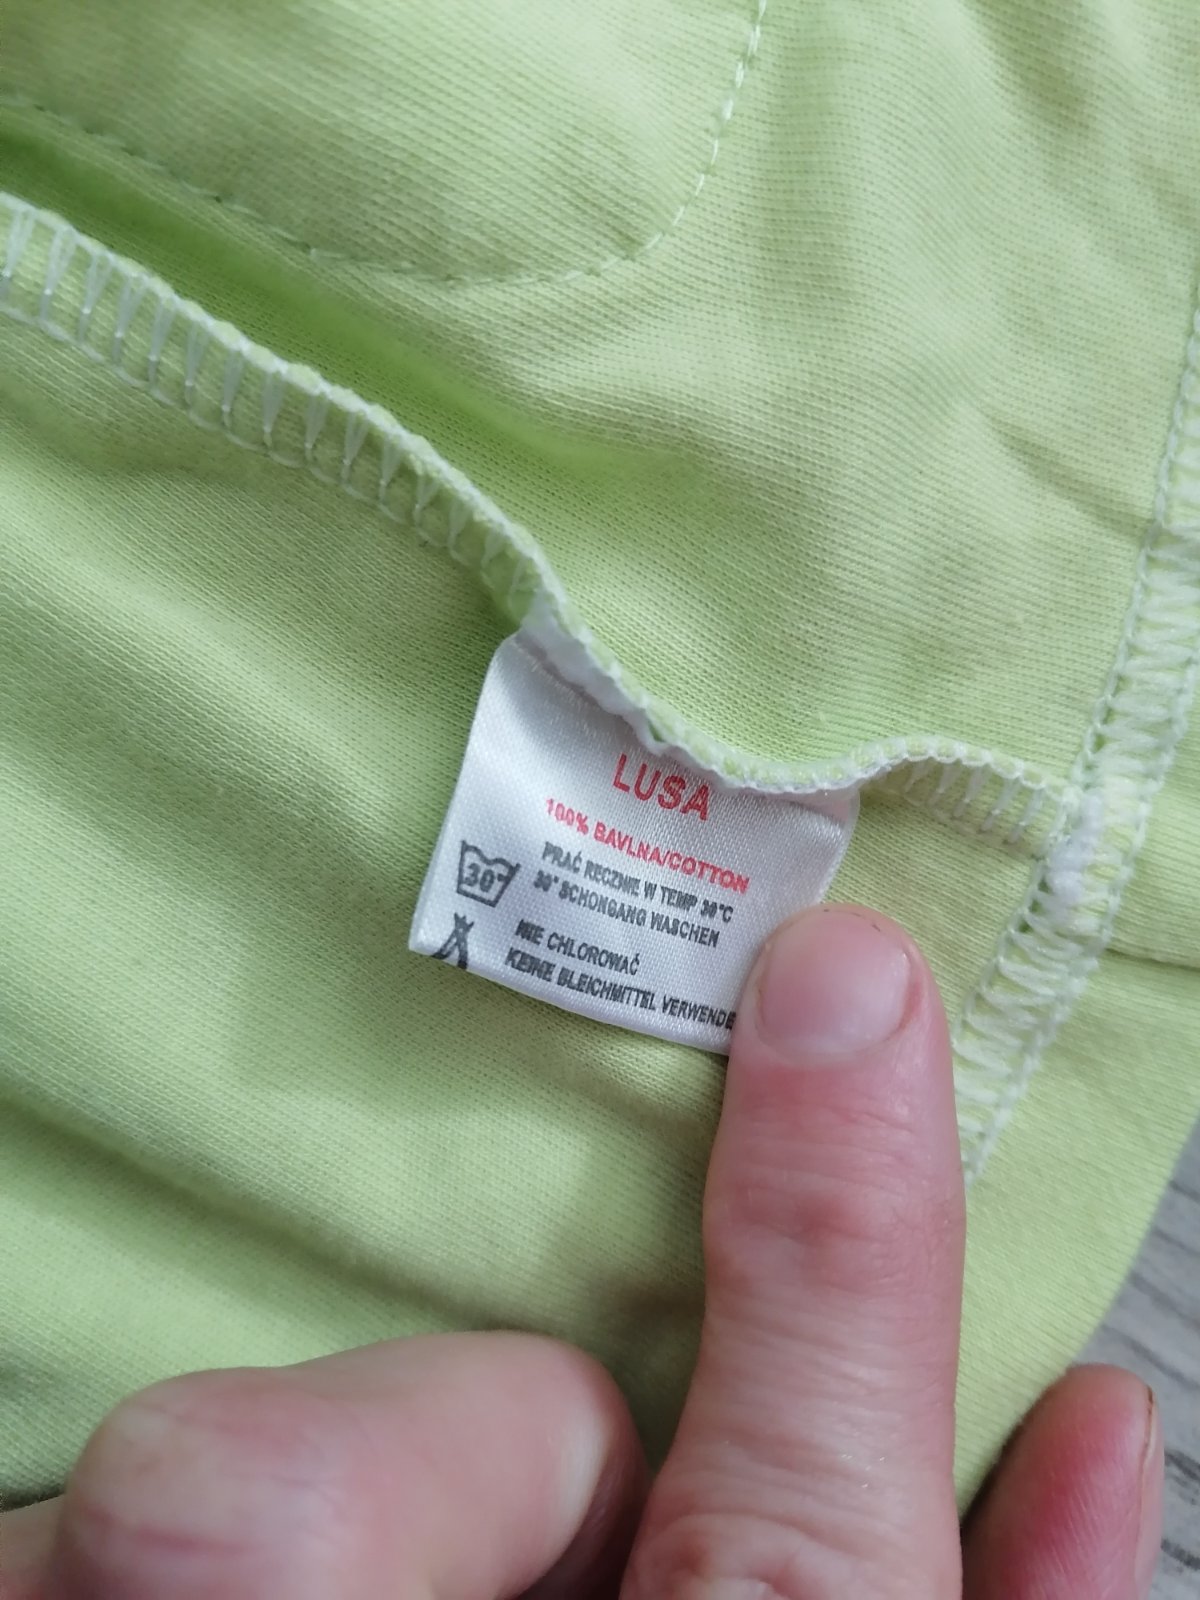 LUSA
100% BAVLNA/COTTON
30°
PRAĆ RECZNIE W TEMP 30°C
30° SCHONGANG WASCHEN
NIE CHLOROWAĆ
KEINE BLEICHMITTEL VERWENDE